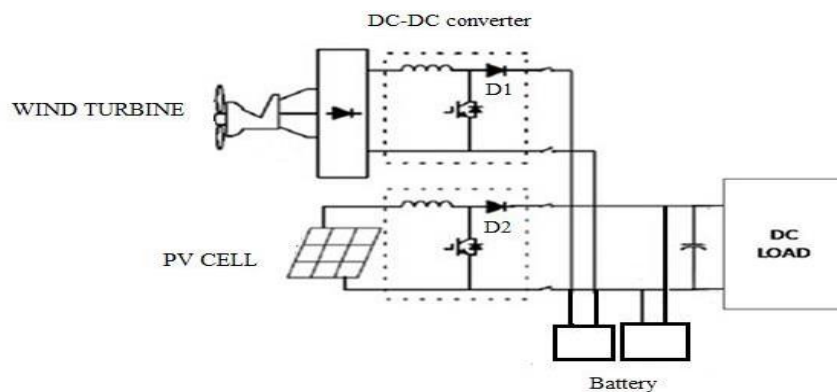 DC-DC converter
D1
WIND TURBINE
D2
PV CELL
DC
LOAD
Battery